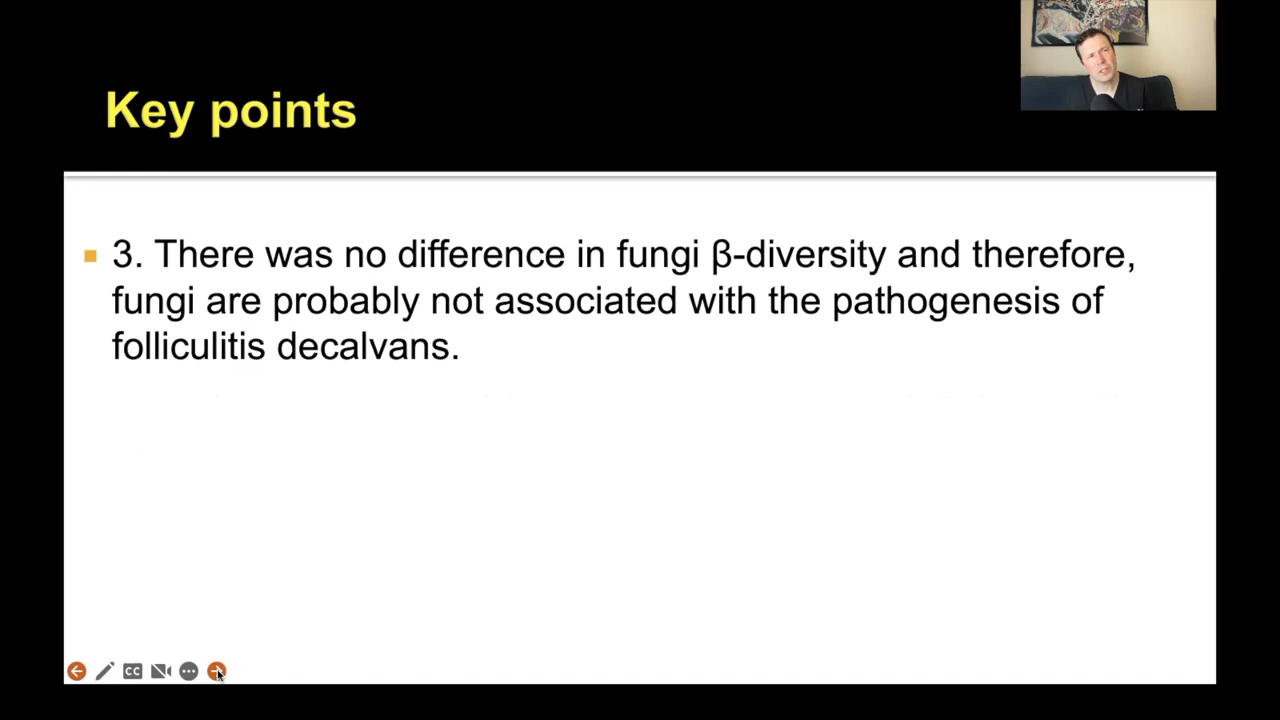 Key points
3. There was no difference in fungi β-diversity and therefore,
fungi are probably not associated with the pathogenesis of
folliculitis decalvans.
CC